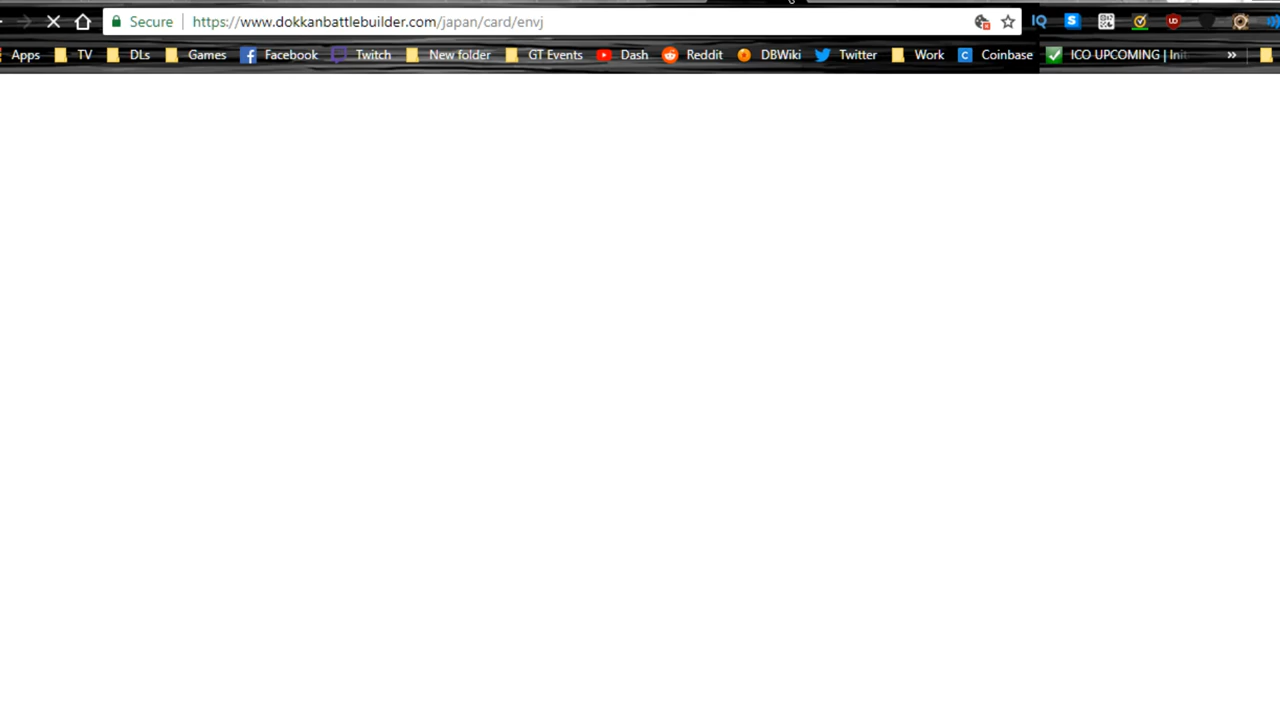 Secure https://www.dokkanbattlebuilder.com/japan/card/envj
Apps TV DLs Games Facebook Twitch New folder GT Events Dash Reddit DBWiki Twitter Work Coinbase ICO UPCOMING | Init »